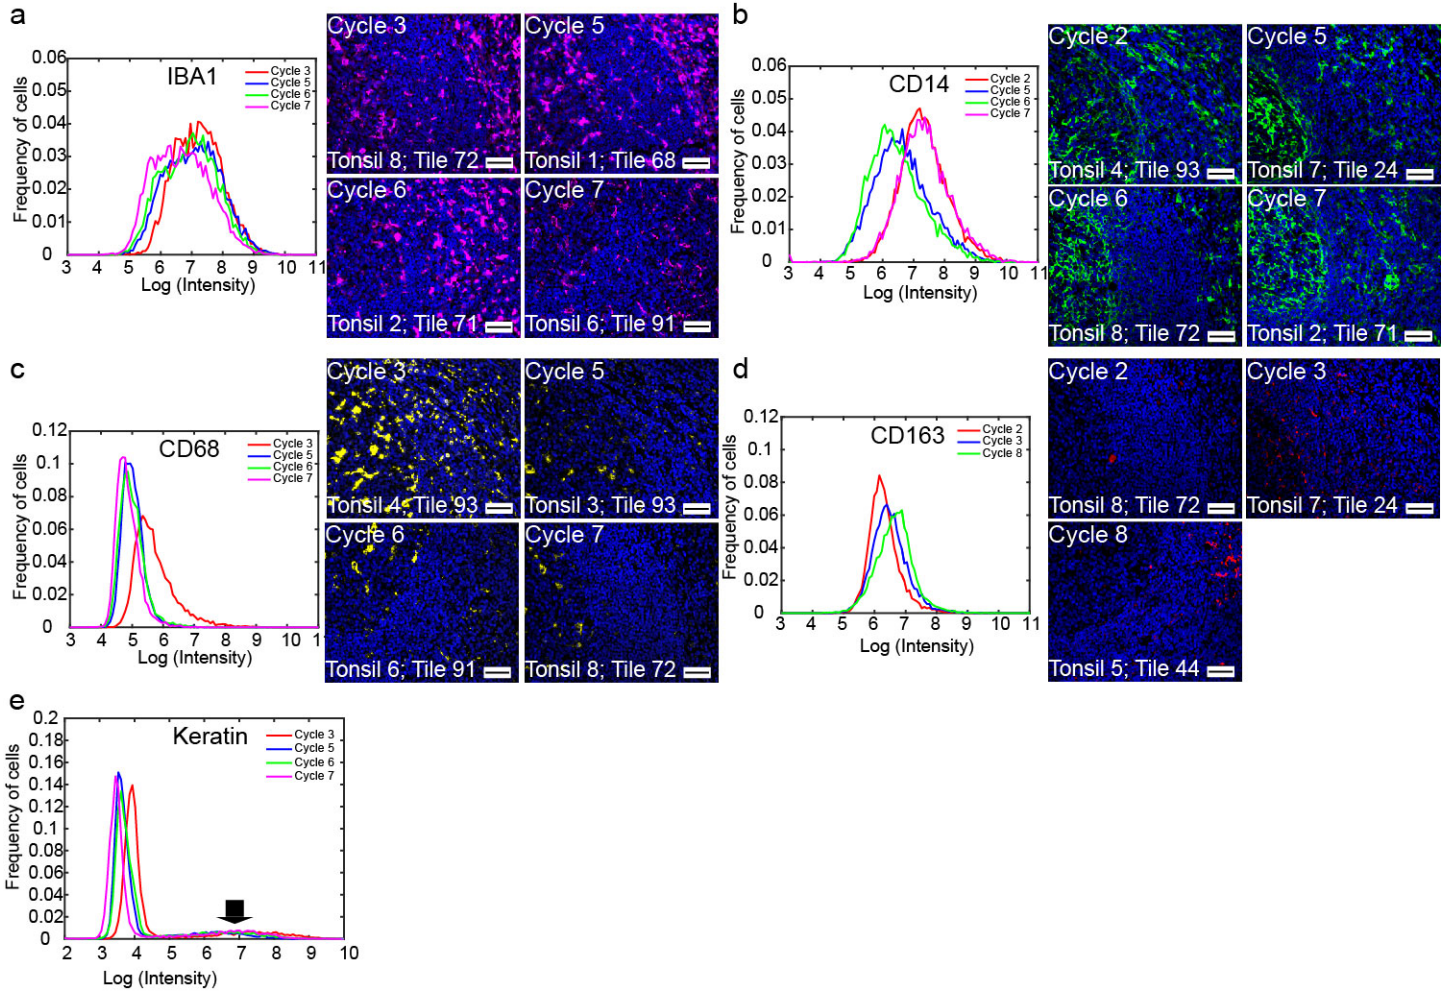 a
IBA1
Cycle 3
Cycle 5
Cycle 6
Cycle 7
Frequency of cells
0.06
0.05
0.04
0.03
0.02
0.01
0
3 4 5 6 7 8 9 10 11
Log (Intensity)
Cycle 3
Tonsil 8; Tile 72
Cycle 5
Tonsil 1; Tile 68
Cycle 6
Tonsil 2; Tile 71
Cycle 7
Tonsil 6; Tile 91
b
CD14
Cycle 2
Cycle 5
Cycle 6
Cycle 7
Frequency of cells
0.06
0.05
0.04
0.03
0.02
0.01
0
3 4 5 6 7 8 9 10 11
Log (Intensity)
Cycle 2
Tonsil 4; Tile 93
Cycle 5
Tonsil 7; Tile 24
Cycle 6
Tonsil 8; Tile 72
Cycle 7
Tonsil 2; Tile 71
c
CD68
Cycle 3
Cycle 5
Cycle 6
Cycle 7
Frequency of cells
0.12
0.1
0.08
0.06
0.04
0.02
0
3 4 5 6 7 8 9 10 11
Log (Intensity)
Cycle 3
Tonsil 4; Tile 93
Cycle 5
Tonsil 3; Tile 93
Cycle 6
Tonsil 6; Tile 91
Cycle 7
Tonsil 8; Tile 72
d
CD163
Cycle 2
Cycle 3
Cycle 8
Frequency of cells
0.12
0.1
0.08
0.06
0.04
0.02
0
3 4 5 6 7 8 9 10 11
Log (Intensity)
Cycle 2
Tonsil 8; Tile 72
Cycle 3
Tonsil 7; Tile 24
Cycle 8
Tonsil 5; Tile 44
e
Keratin
Cycle 3
Cycle 5
Cycle 6
Cycle 7
Frequency of cells
0.2
0.18
0.16
0.14
0.12
0.1
0.08
0.06
0.04
0.02
0
2 3 4 5 6 7 8 9 10
Log (Intensity)